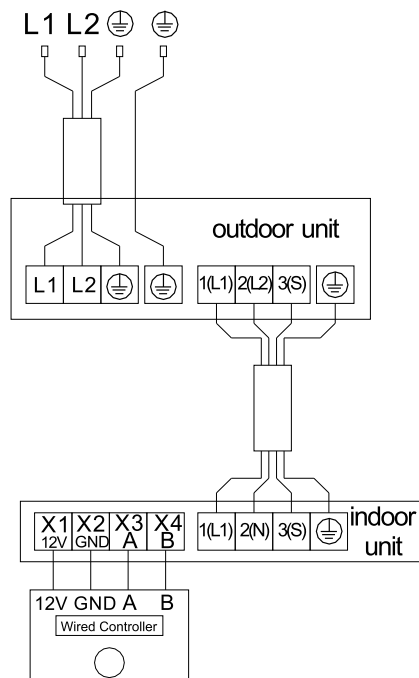 L1 L2
outdoor unit
L1 L2 1(L1) 2(L2) 3(S)
X1 X2 X3 X4
12V GND A B
1(L1) 2(N) 3(S)
indoor
unit
12V GND A B
Wired Controller